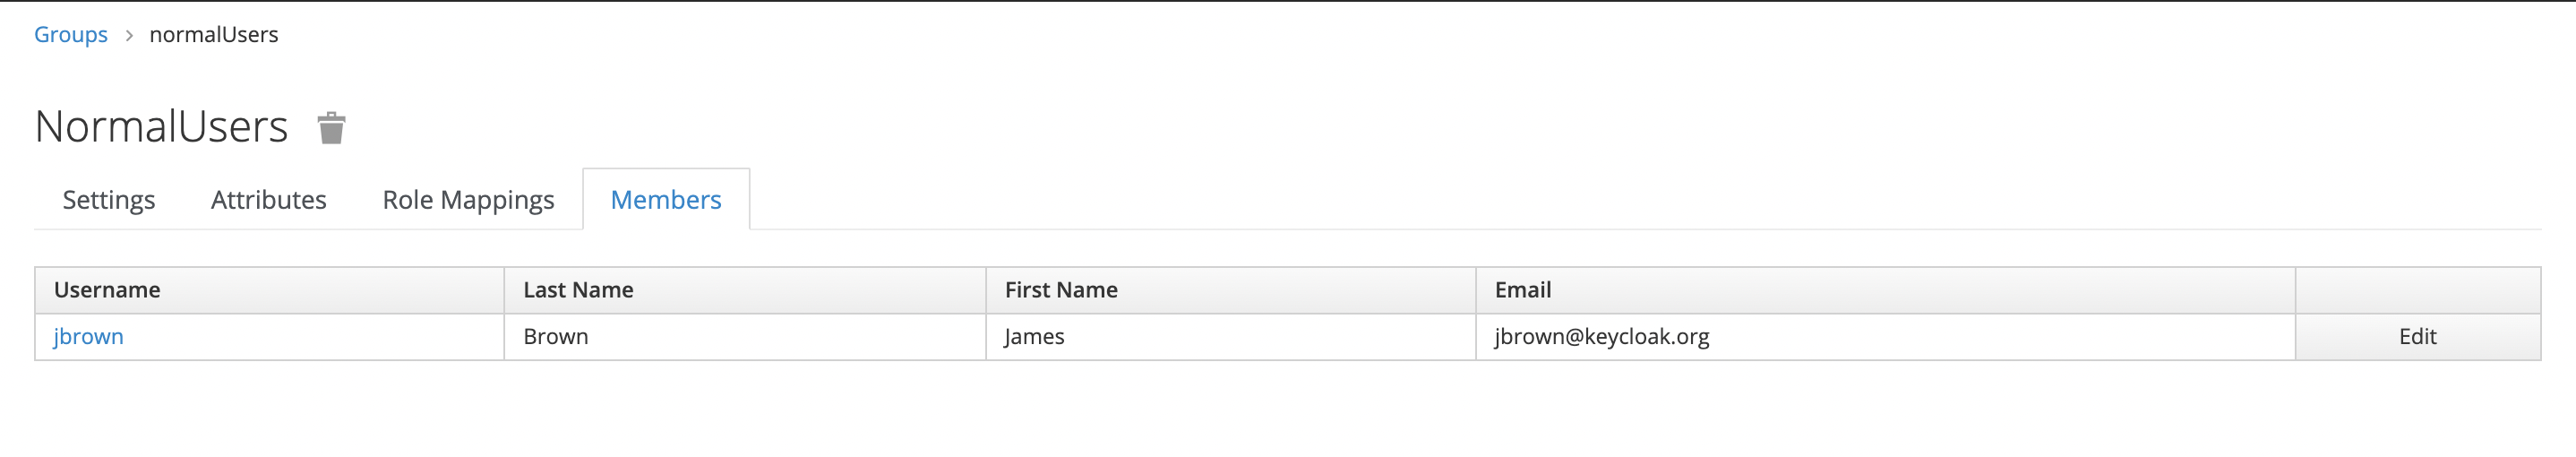 Groups > normalUsers
NormalUsers
Settings Attributes Role Mappings Members
Username Last Name First Name Email
jbrown Brown James jbrown@keycloak.org Edit